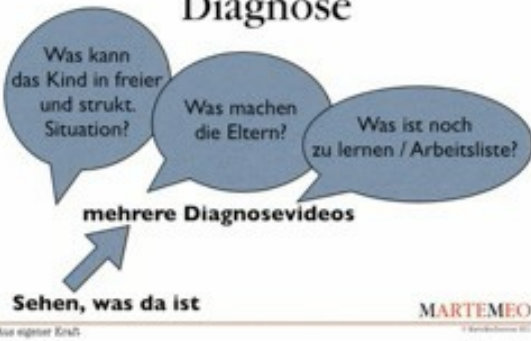 Diagnose
Was kann
das Kind in freier
und strukt.
Situation?
Was machen
die Eltern?
Was ist noch
zu lernen / Arbeitsliste?
mehrere Diagnosevideos
Sehen, was da ist
MARTEMEO
Aus eigener Kraft